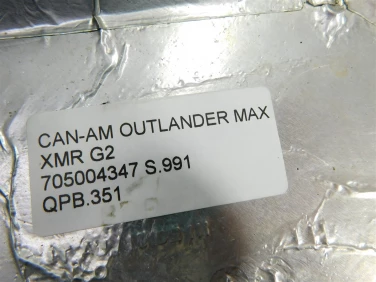 CAN-AM OUTLANDER MAX
XMR G2
705004347 S.991
QPB.351